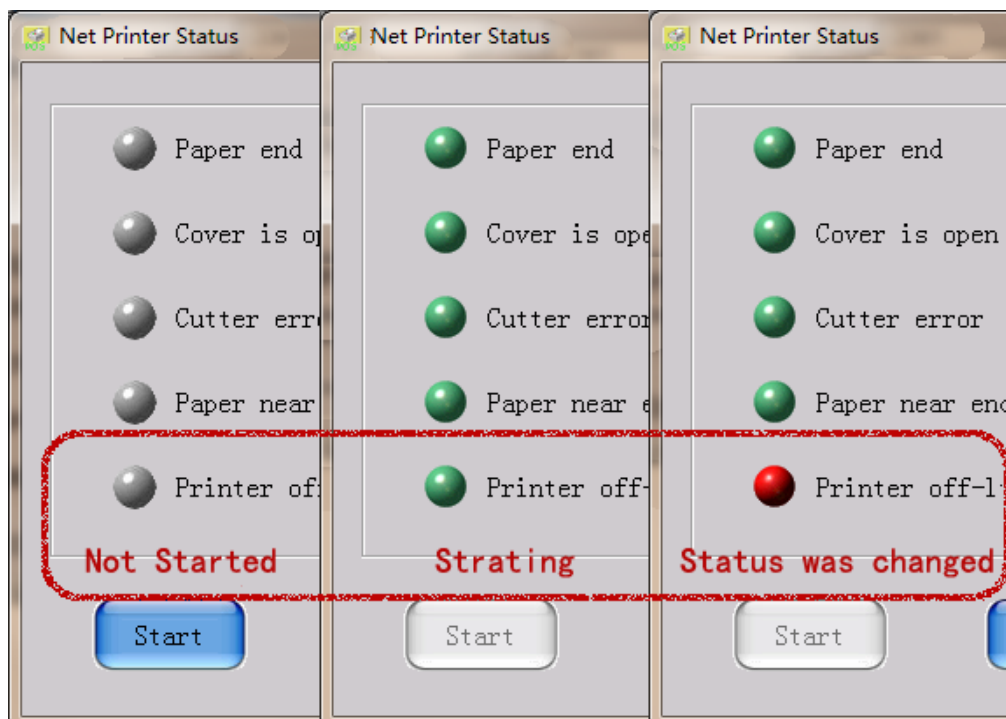 Net Printer Status
Paper end
Cover is op
Cutter err
Paper near
Printer of
Not Started
Start
Net Printer Status
Paper end
Cover is ope
Cutter error
Paper near e
Printer off-
Strating
Start
Net Printer Status
Paper end
Cover is open
Cutter error
Paper near end
Printer off-l
Status was changed
Start